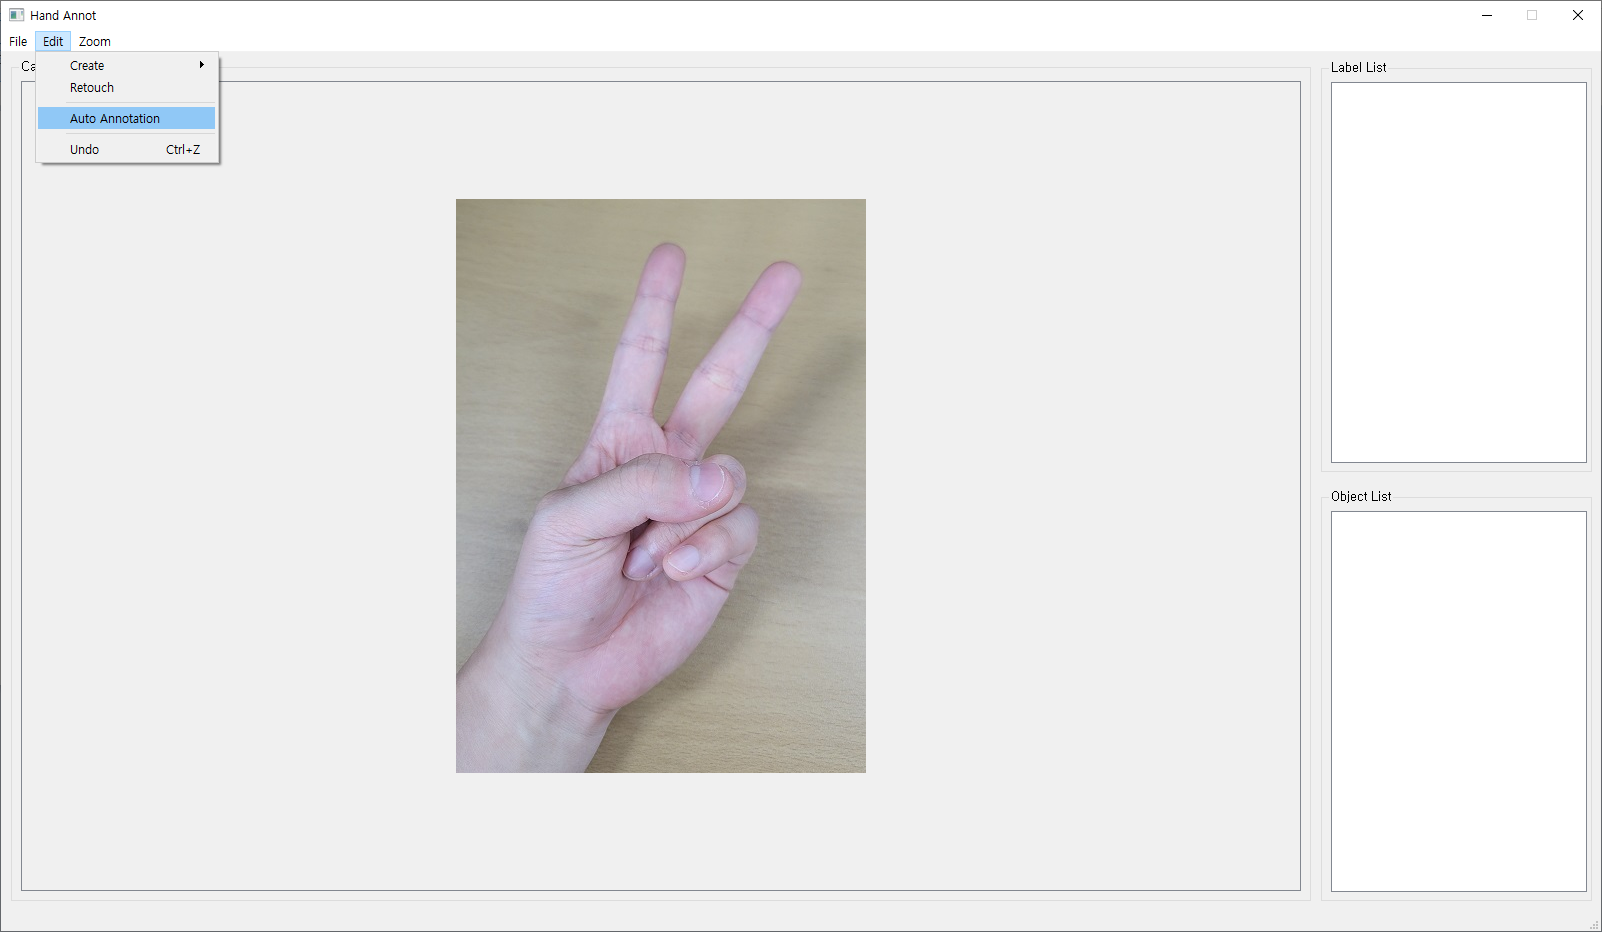 Hand Annot
File Edit Zoom
Ca
Create
Retouch
Auto Annotation
Undo Ctrl+Z
Label List
Object List